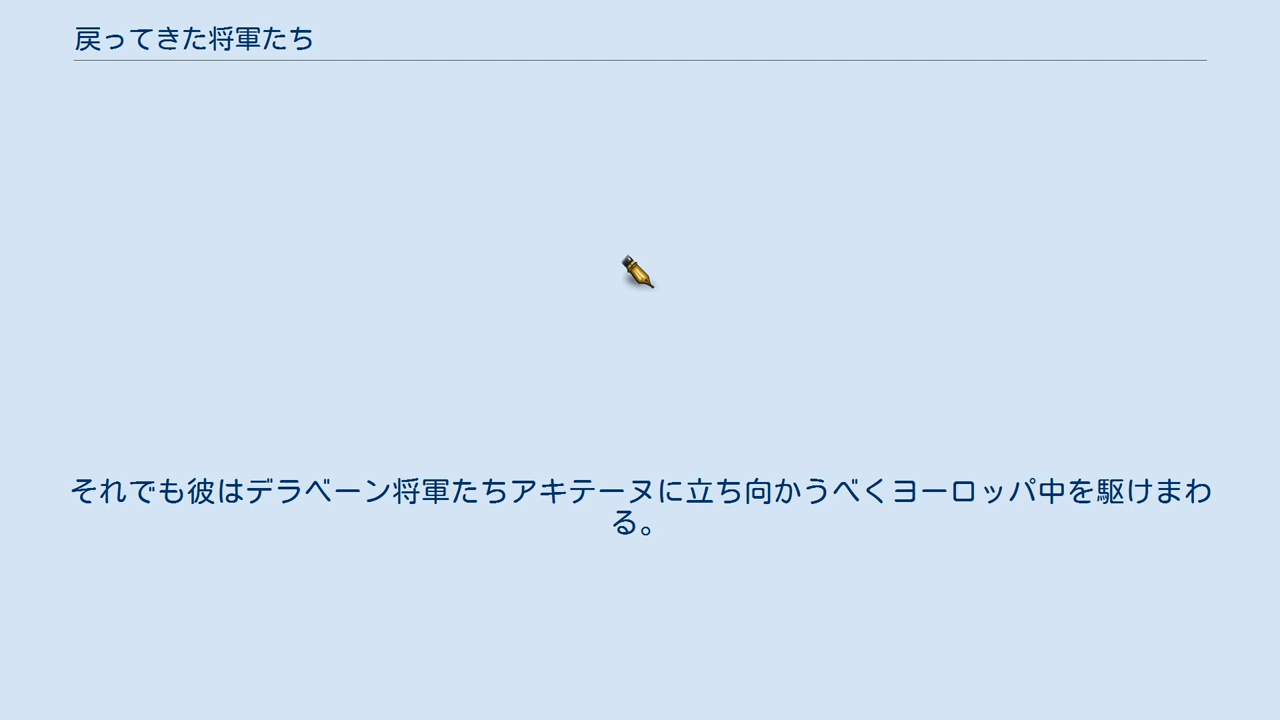 戻ってきた将軍たち
それでも彼はデラベーン将軍たちアキテーヌに立ち向かうべくヨーロッパ中を駆けまわ
る。